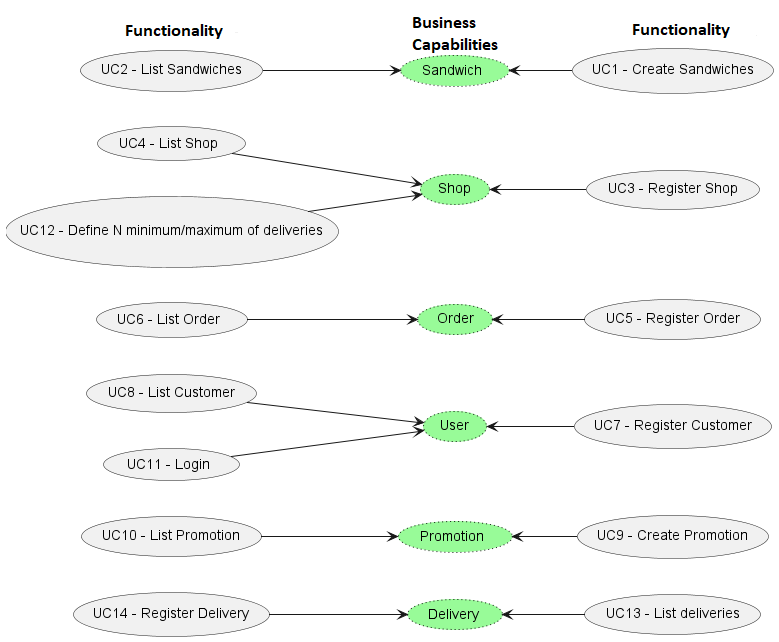 Functionality
Business
Capabilities
Functionality
UC2 - List Sandwiches
Sandwich
UC1 - Create Sandwiches
UC4 - List Shop
Shop
UC3 - Register Shop
UC12 - Define N minimum/maximum of deliveries
UC6 - List Order
Order
UC5 - Register Order
UC8 - List Customer
User
UC7 - Register Customer
UC11 - Login
UC10 - List Promotion
Promotion
UC9 - Create Promotion
UC14 - Register Delivery
Delivery
UC13 - List deliveries